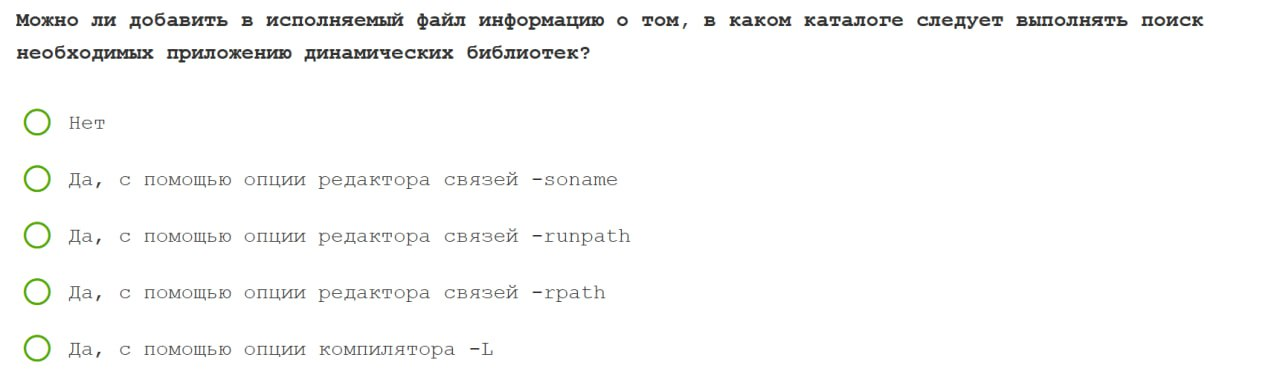 Можно ли добавить в исполняемый файл информацию о том, в каком каталоге следует выполнять поиск
необходимых приложению динамических библиотек?
Нет
Да, с помощью опции редактора связей -soname
Да, с помощью опции редактора связей -runpath
Да, с помощью опции редактора связей -rpath
Да, с помощью опции компилятора -L